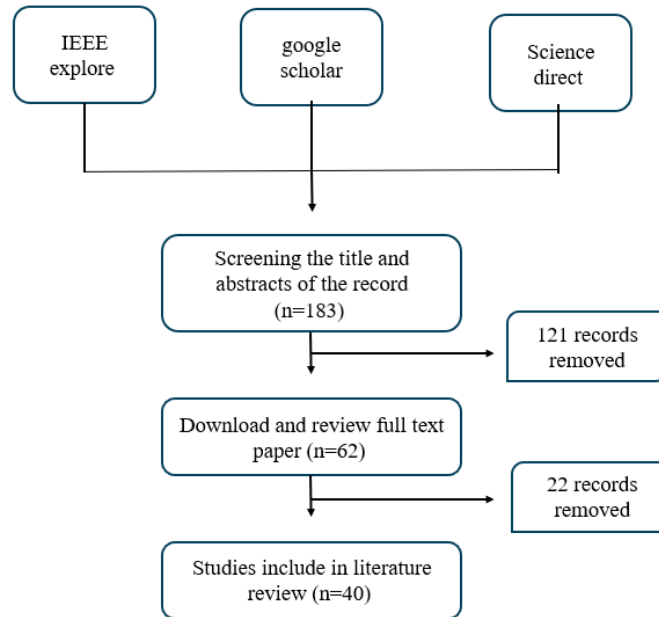 IEEE
explore
google
scholar
Science
direct
Screening the title and
abstracts of the record
(n=183)
121 records
removed
Download and review full text
paper (n=62)
22 records
removed
Studies include in literature
review (n=40)